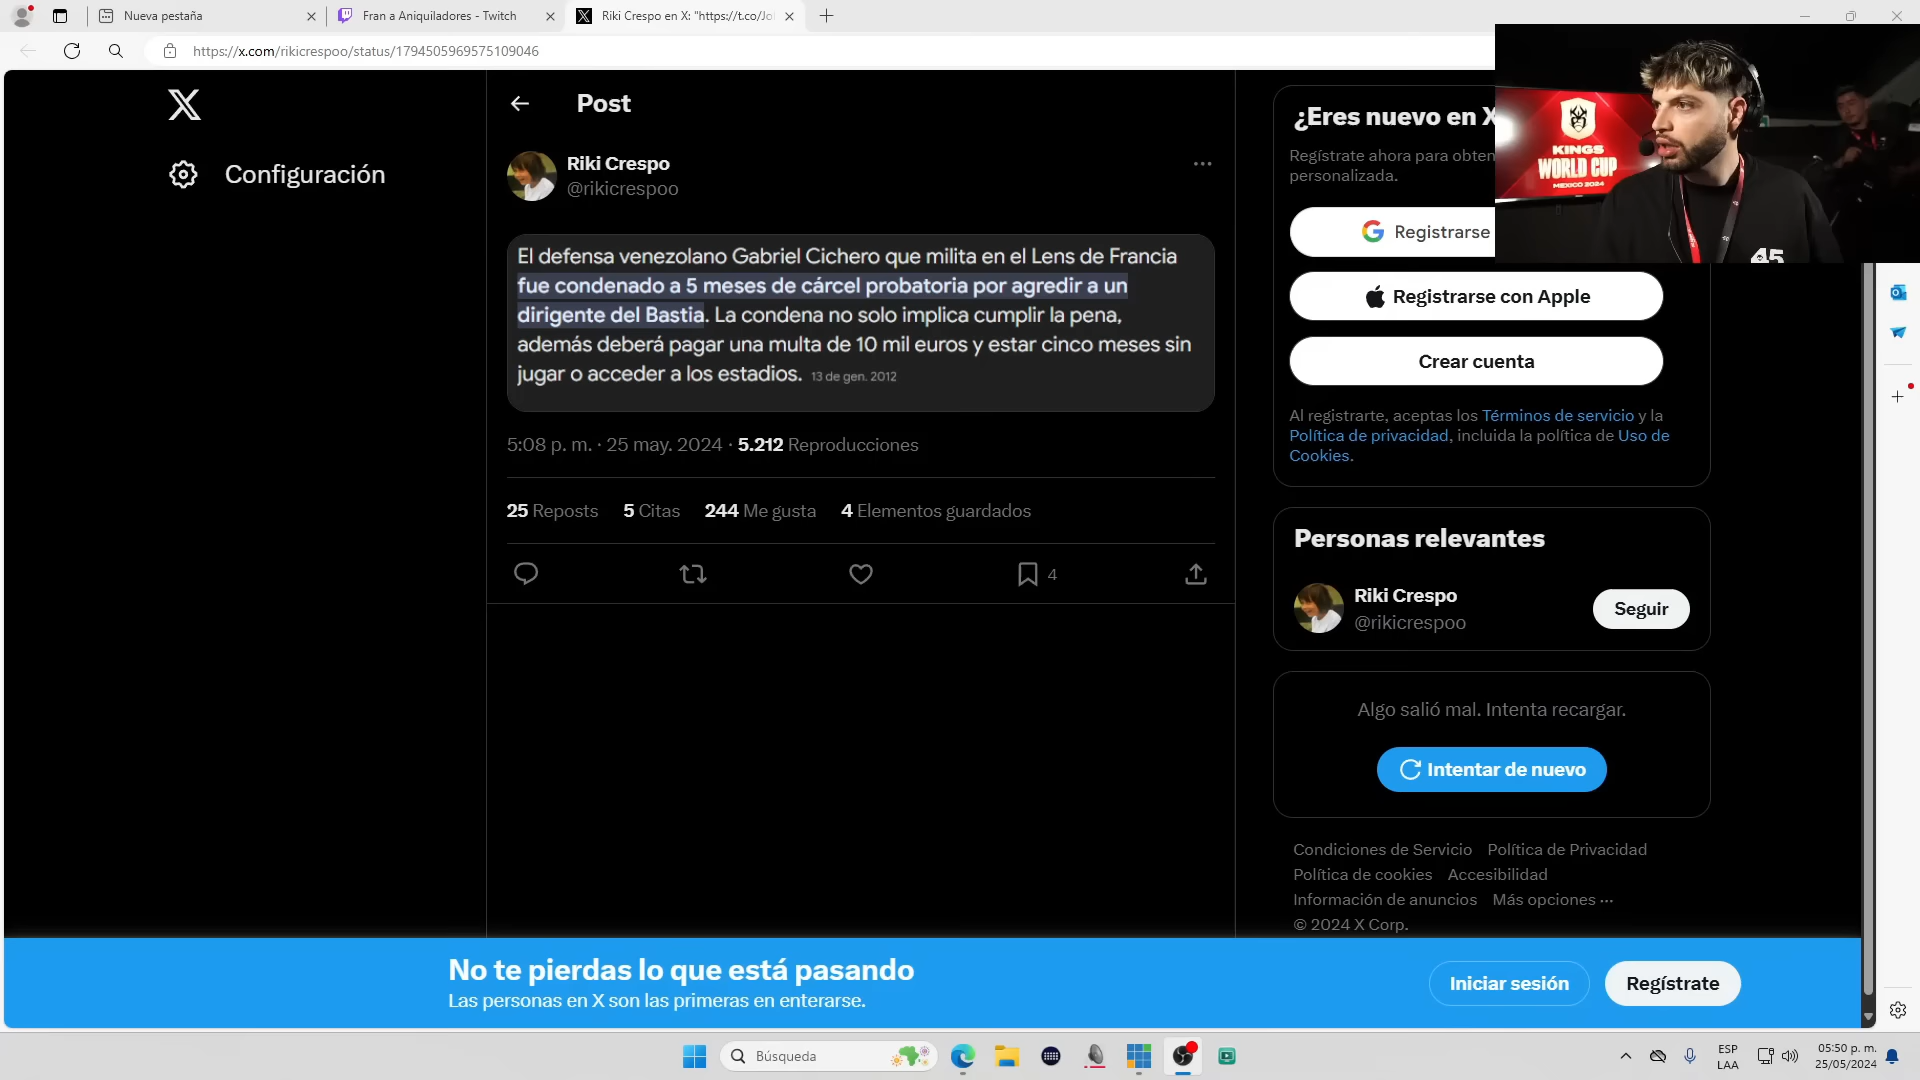 Nueva pestaña
Fran a Aniquiladores - Twitch
Riki Crespo en X: "https://t.co/Jo
https://x.com/rikicrespoo/status/1794505969575109046
Configuración
Post
Riki Crespo
@rikicrespoo
El defensa venezolano Gabriel Cichero que milita en el Lens de Francia
fue condenado a 5 meses de cárcel probatoria por agredir a un
dirigente del Bastia. La condena no solo implica cumplir la pena,
además deberá pagar una multa de 10 mil euros y estar cinco meses sin
jugar o acceder a los estadios. 13 de gen. 2012
5:08 p. m. · 25 may. 2024 · 5.212 Reproducciones
25 Reposts 5 Citas 244 Me gusta 4 Elementos guardados
4
¿Eres nuevo en X
Regístrate ahora para obten
personalizada.
Registrarse
Registrarse con Apple
Crear cuenta
Al registrarte, aceptas los Términos de servicio y la
Política de privacidad, incluida la política de Uso de
Cookies.
KINGS
WORLD CUP
MEXICO 2024
45
Personas relevantes
Riki Crespo
@rikicrespoo
Seguir
Algo salió mal. Intenta recargar.
Intentar de nuevo
Condiciones de Servicio Política de Privacidad
Política de cookies Accesibilidad
Información de anuncios Más opciones ···
© 2024 X Corp.
No te pierdas lo que está pasando
Las personas en X son las primeras en enterarse.
Iniciar sesión
Regístrate
Búsqueda
ESP
LAA
05:50 p. m.
25/05/2024